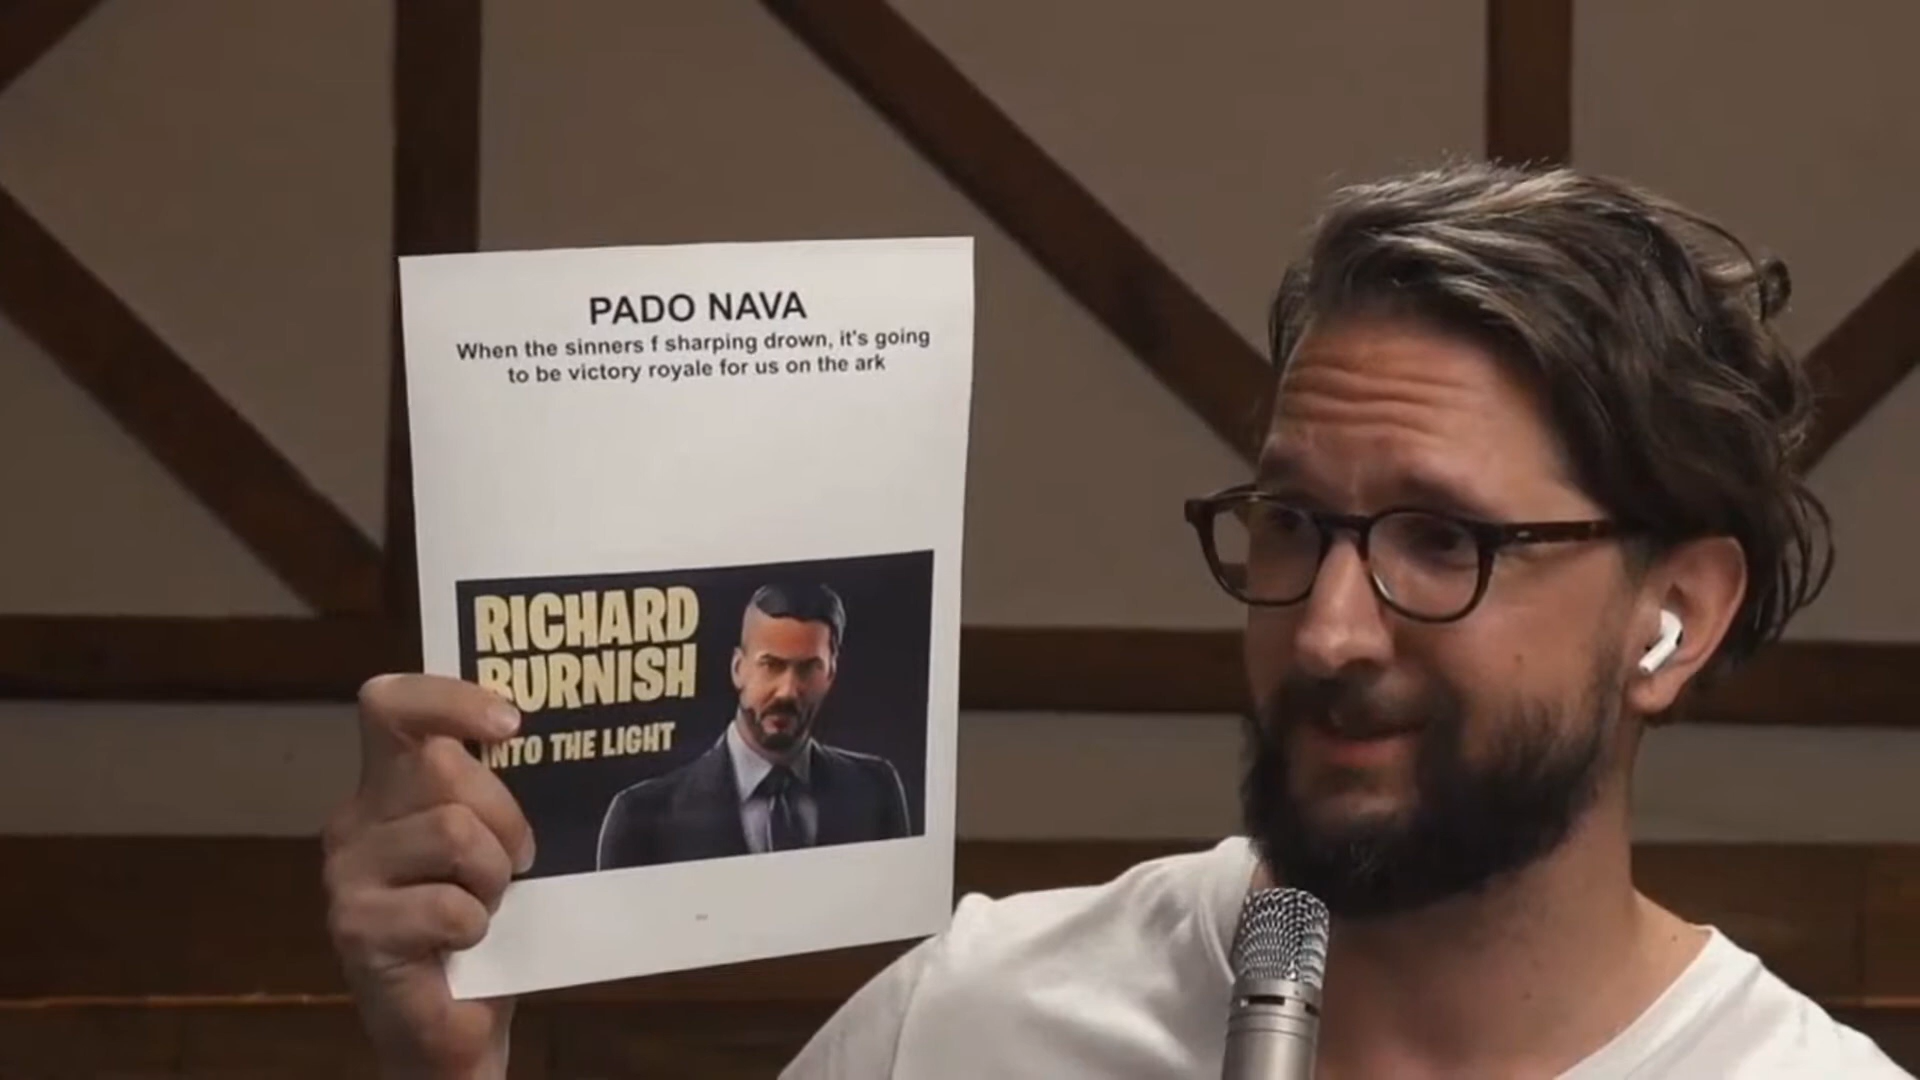 PADO NAVA
When the sinners f sharping drown, it's going
to be victory royale for us on the ark
RICHARD
BURNISH
INTO THE LIGHT